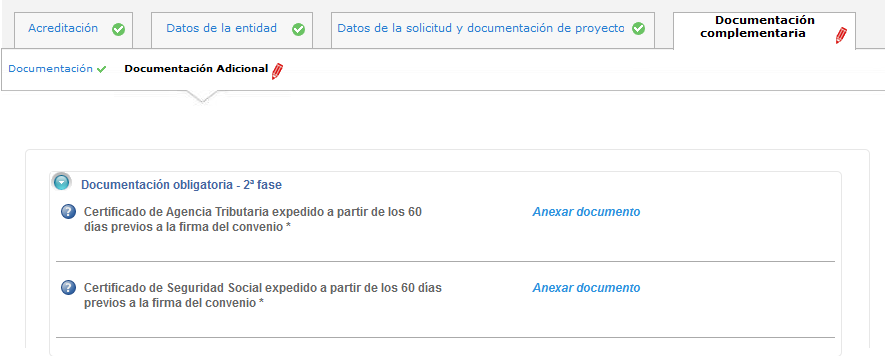 Acreditación
Datos de la entidad
Datos de la solicitud y documentación de proyecto
Documentación
complementaria
Documentación
Documentación Adicional
Documentación obligatoria - 2ª fase
Certificado de Agencia Tributaria expedido a partir de los 60
días previos a la firma del convenio *
Anexar documento
Certificado de Seguridad Social expedido a partir de los 60 días
previos a la firma del convenio *
Anexar documento